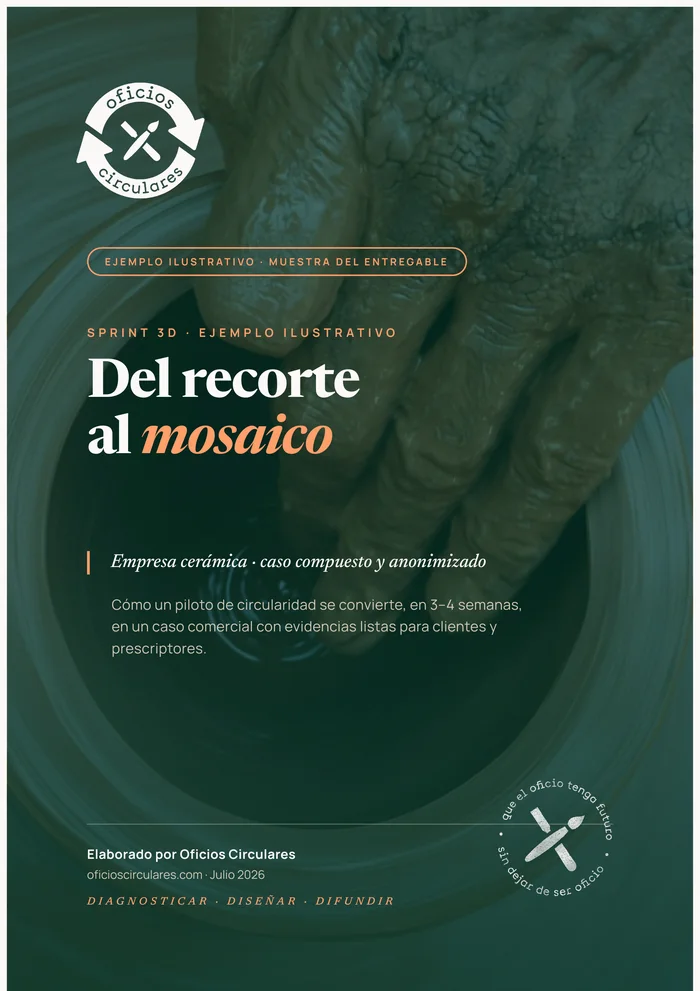 oficios
circulares
EJEMPLO ILUSTRATIVO · MUESTRA DEL ENTREGABLE
SPRINT 3D · EJEMPLO ILUSTRATIVO
Del recorte
al mosaico
Empresa cerámica · caso compuesto y anonimizado
Cómo un piloto de circularidad se convierte, en 3–4 semanas,
en un caso comercial con evidencias listas para clientes y
prescriptores.
que el oficio tenga futuro
sin dejar de ser oficio
Elaborado por Oficios Circulares
oficioscirculares.com · Julio 2026
DIAGNOSTICAR · DISEÑAR · DIFUNDIR